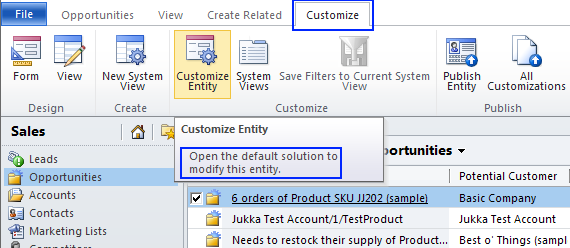 File Opportunities View Create Related Customize
Form View New System View Customize Entity System Views Save Filters to Current System View Publish Entity All Customizations
Design Create Customize Publish
Sales
Customize Entity
Open the default solution to
modify this entity.
Leads
Opportunities
Accounts
Contacts
Marketing Lists
Potential Customer
6 orders of Product SKU JJ202 (sample) Basic Company
Jukka Test Account/1/TestProduct Jukka Test Account
Needs to restock their supply of Product... Best o' Things (sample)